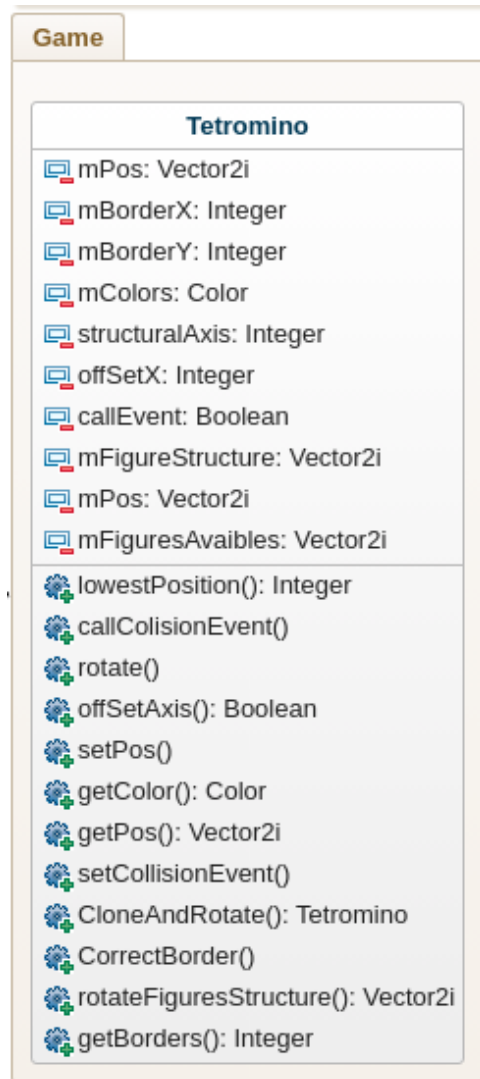 Game
Tetromino
mPos: Vector2i
mBorderX: Integer
mBorderY: Integer
mColors: Color
structuralAxis: Integer
offSetX: Integer
callEvent: Boolean
mFigureStructure: Vector2i
mPos: Vector2i
mFiguresAvaibles: Vector2i
lowestPosition(): Integer
callColisionEvent()
rotate()
offSetAxis(): Boolean
setPos()
getColor(): Color
getPos(): Vector2i
setCollisionEvent()
CloneAndRotate(): Tetromino
CorrectBorder()
rotateFiguresStructure(): Vector2i
getBorders(): Integer